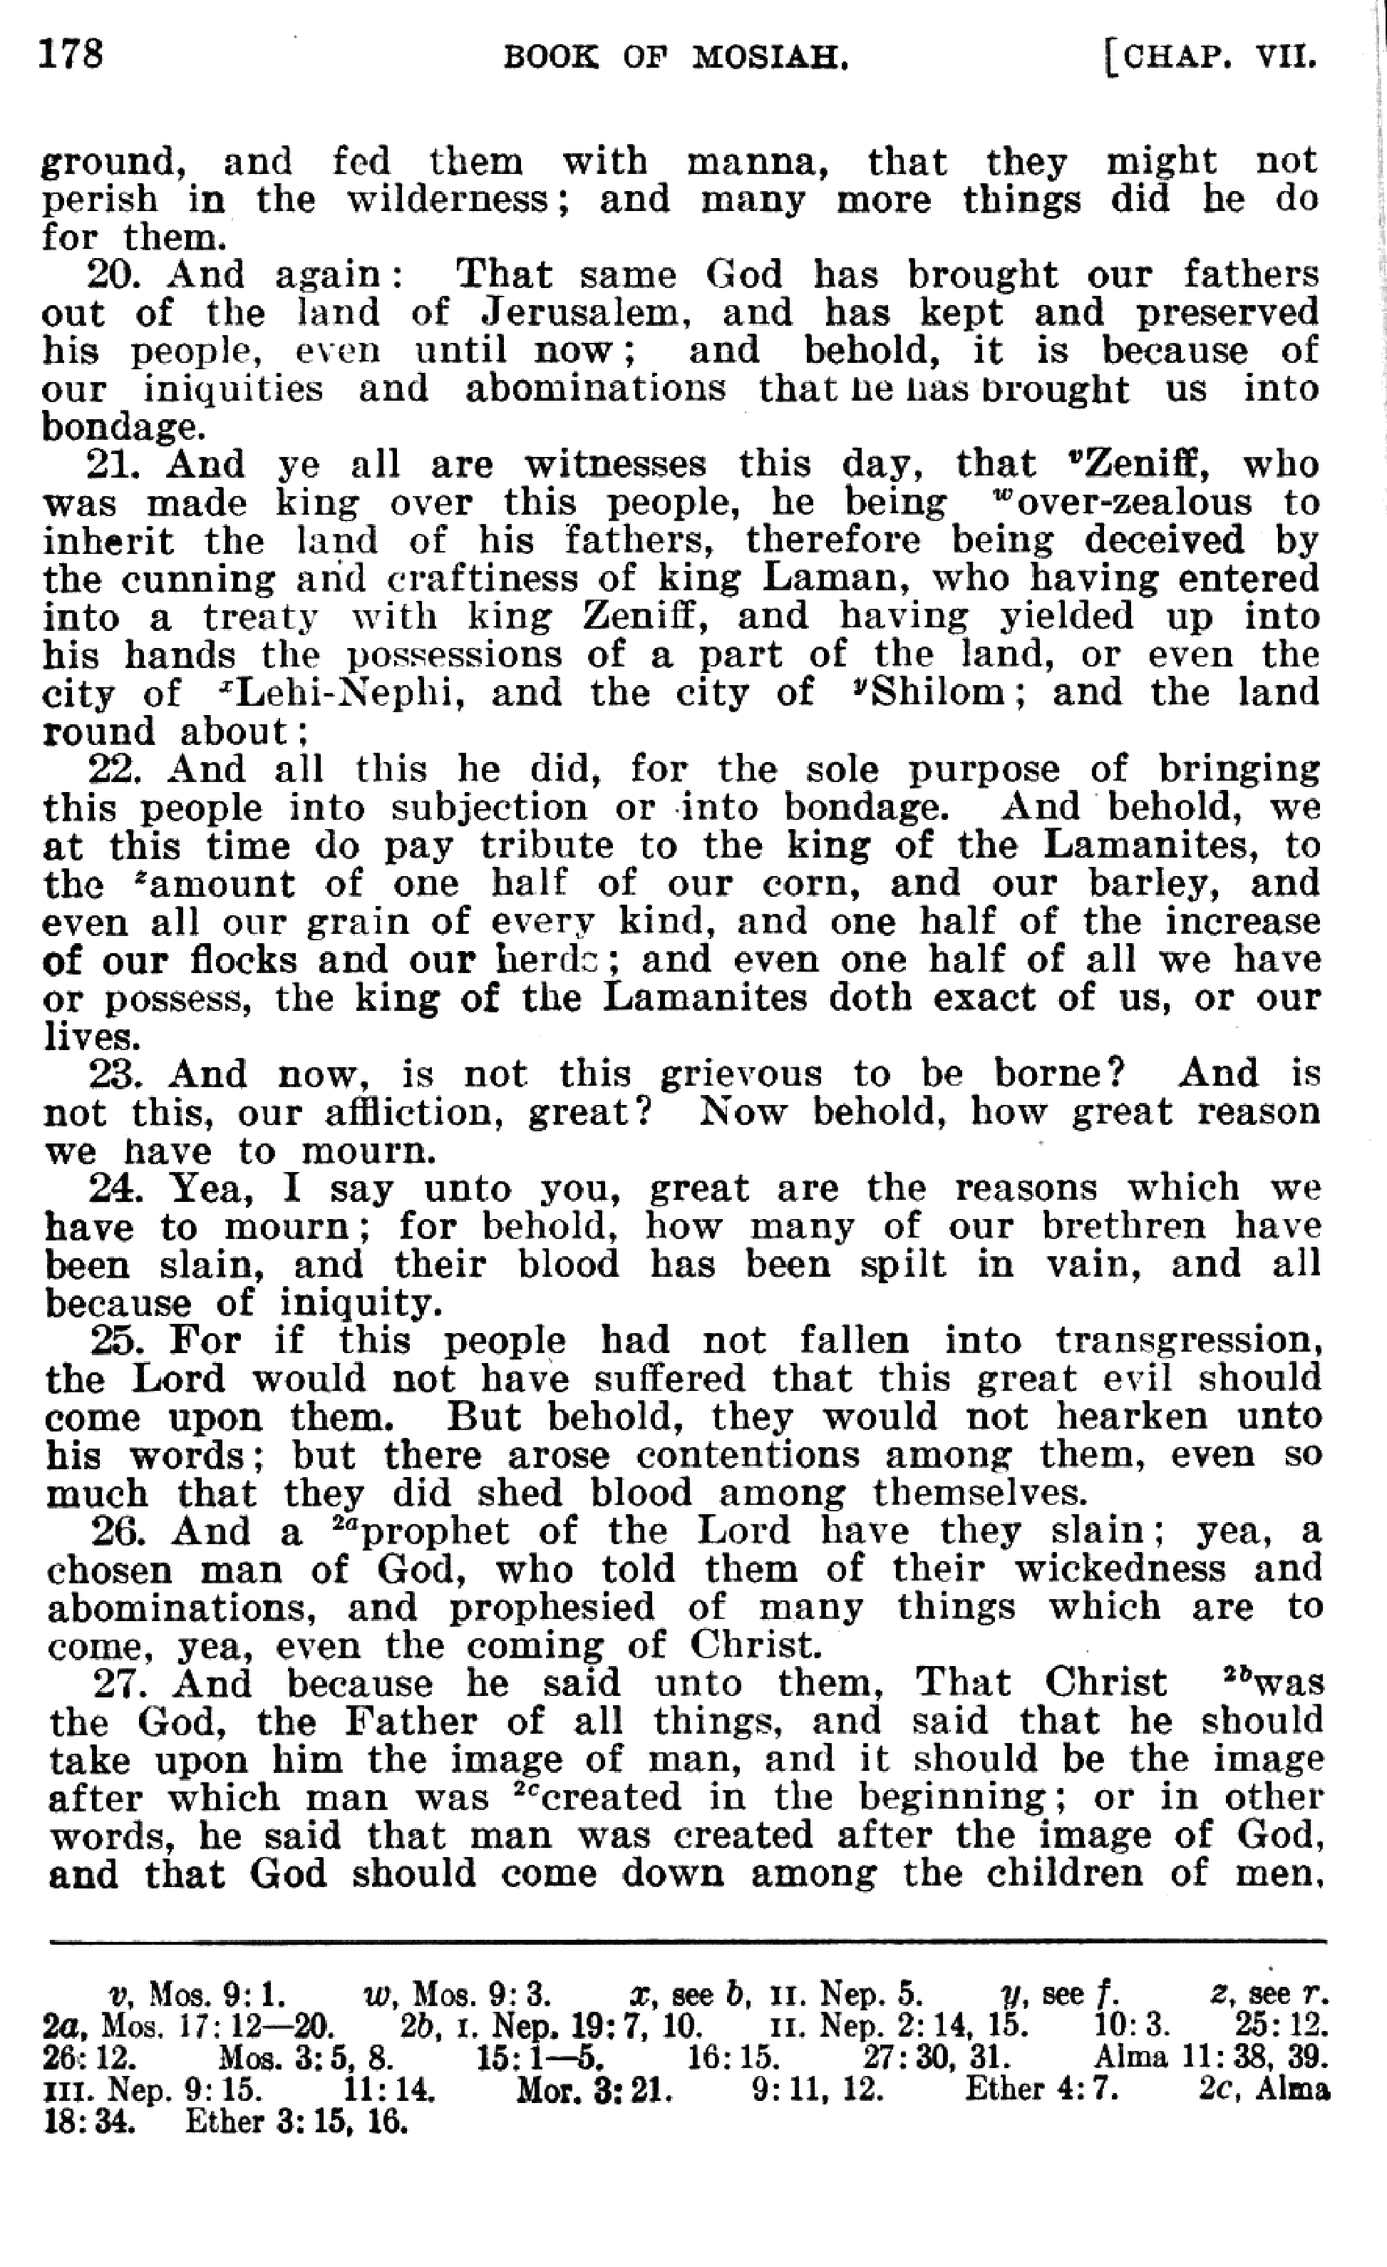 178 BOOK OF MOSIAH. [CHAP. VII.
ground, and fed them with manna, that they might not
perish in the wilderness; and many more things did he do
for them.
20. And again: That same God has brought our fathers
out of the land of Jerusalem, and has kept and preserved
his people, even until now; and behold, it is because of
our iniquities and abominations that he has brought us into
bondage.
21. And ye all are witnesses this day, that vZeniff, who
was made king over this people, he being wover-zealous to
inherit the land of his fathers, therefore being deceived by
the cunning and craftiness of king Laman, who having entered
into a treaty with king Zeniff, and having yielded up into
his hands the possessions of a part of the land, or even the
city of xLehi-Nephi, and the city of yShilom; and the land
round about;
22. And all this he did, for the sole purpose of bringing
this people into subjection or into bondage. And behold, we
at this time do pay tribute to the king of the Lamanites, to
the zamount of one half of our corn, and our barley, and
even all our grain of every kind, and one half of the increase
of our flocks and our herds; and even one half of all we have
or possess, the king of the Lamanites doth exact of us, or our
lives.
23. And now, is not this grievous to be borne? And is
not this, our affliction, great? Now behold, how great reason
we have to mourn.
24. Yea, I say unto you, great are the reasons which we
have to mourn; for behold, how many of our brethren have
been slain, and their blood has been spilt in vain, and all
because of iniquity.
25. For if this people had not fallen into transgression,
the Lord would not have suffered that this great evil should
come upon them. But behold, they would not hearken unto
his words; but there arose contentions among them, even so
much that they did shed blood among themselves.
26. And a 2aprophet of the Lord have they slain; yea, a
chosen man of God, who told them of their wickedness and
abominations, and prophesied of many things which are to
come, yea, even the coming of Christ.
27. And because he said unto them, That Christ 2bwas
the God, the Father of all things, and said that he should
take upon him the image of man, and it should be the image
after which man was 2ccreated in the beginning; or in other
words, he said that man was created after the image of God,
and that God should come down among the children of men,
v, Mos. 9: 1. w, Mos. 9: 3. x, see b, II. Nep. 5. y, see f. z, see r.
2a, Mos. 17: 12—20. 2b, I. Nep. 19: 7, 10. II. Nep. 2: 14, 15. 10: 3. 25: 12.
26: 12. Mos. 3: 5, 8. 15: 1—5. 16: 15. 27: 30, 31. Alma 11: 38, 39.
III. Nep. 9: 15. 11: 14. Mor. 3: 21. 9: 11, 12. Ether 4: 7. 2c, Alma
18: 34. Ether 3: 15, 16.